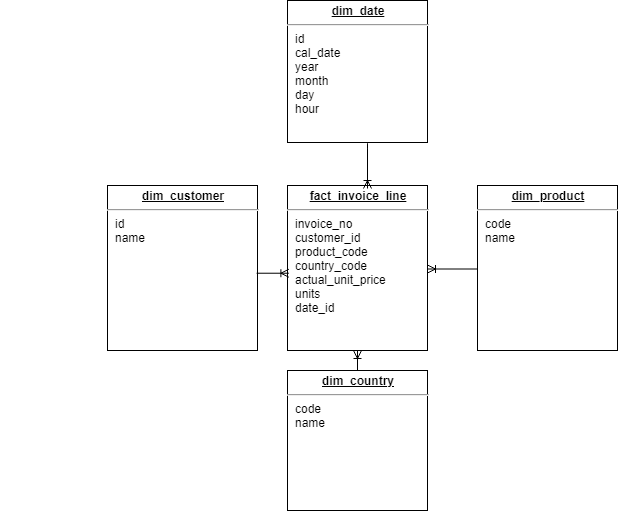 dim_date
id
cal_date
year
month
day
hour
dim_customer
id
name
fact_invoice_line
invoice_no
customer_id
product_code
country_code
actual_unit_price
units
date_id
dim_product
code
name
dim_country
code
name